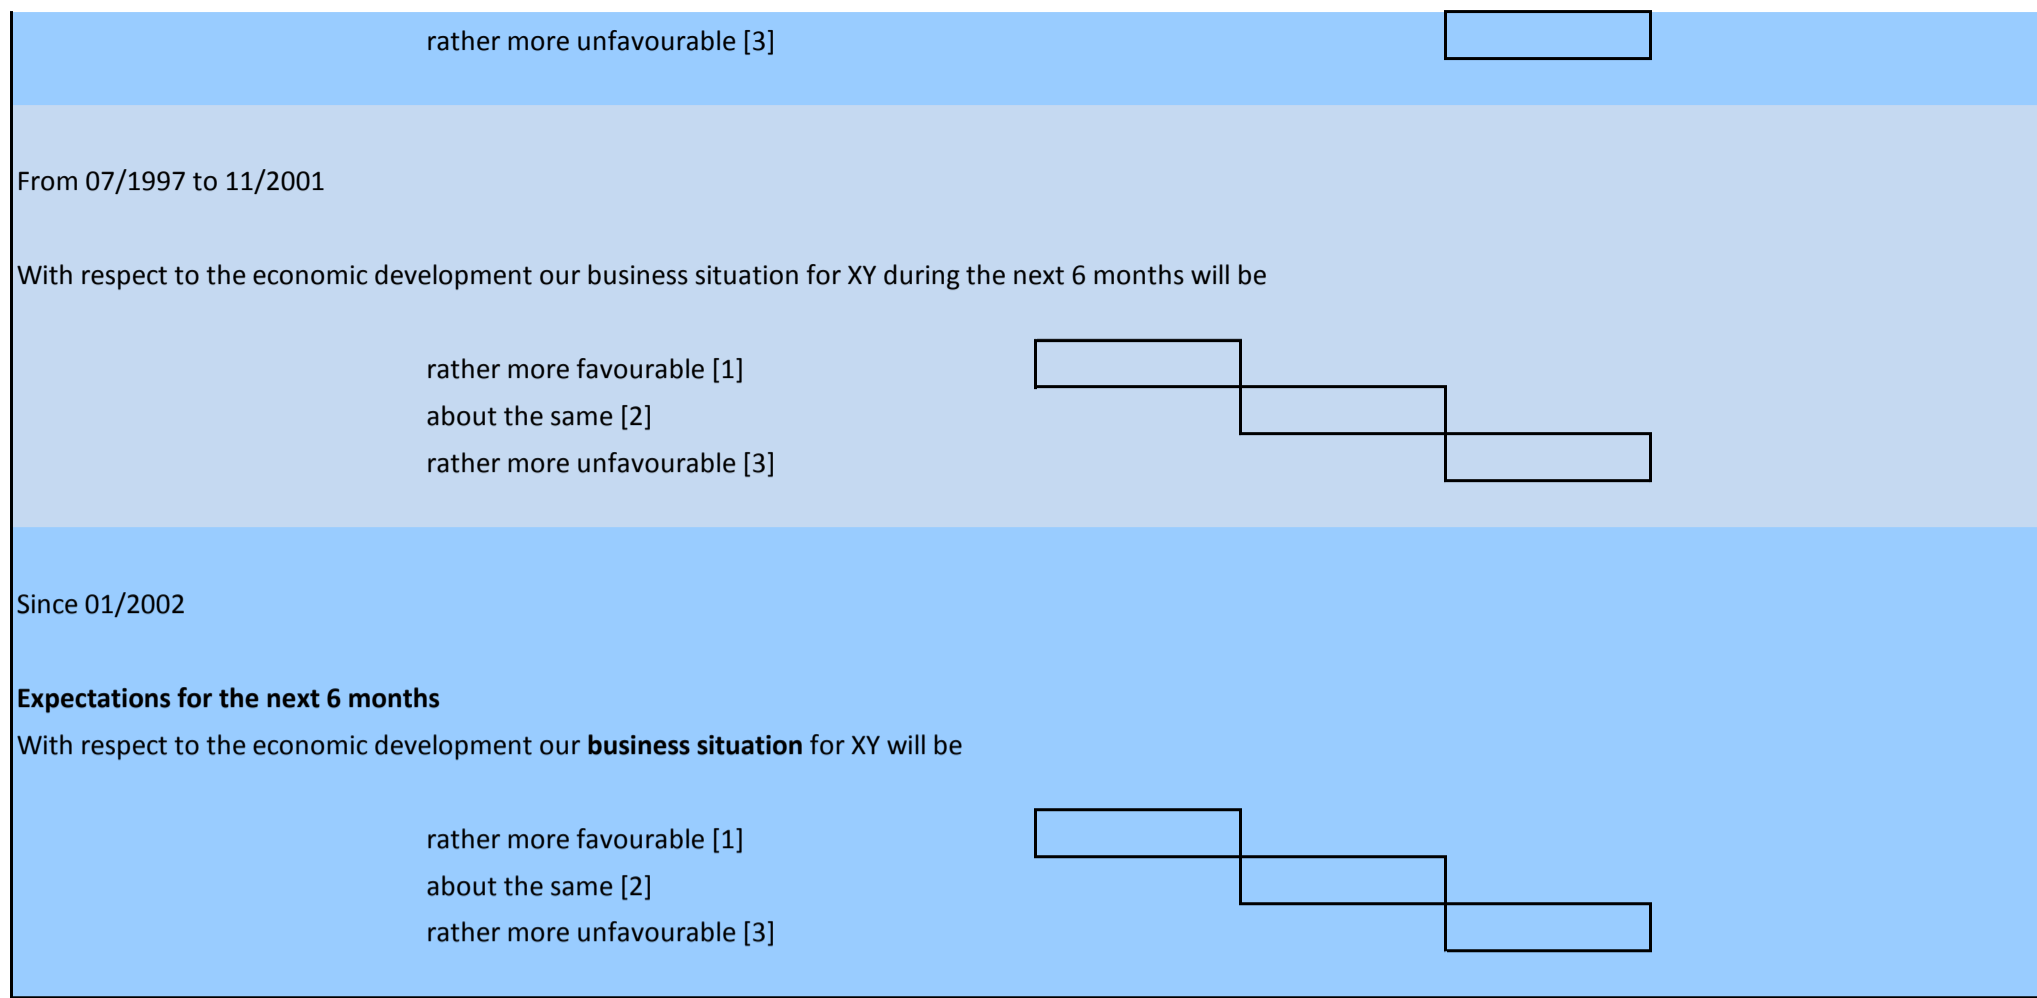 rather more unfavourable [3]
From 07/1997 to 11/2001
With respect to the economic development our business situation for XY during the next 6 months will be
rather more favourable [1]
about the same [2]
rather more unfavourable [3]
Since 01/2002
Expectations for the next 6 months
With respect to the economic development our business situation for XY will be
rather more favourable [1]
about the same [2]
rather more unfavourable [3]